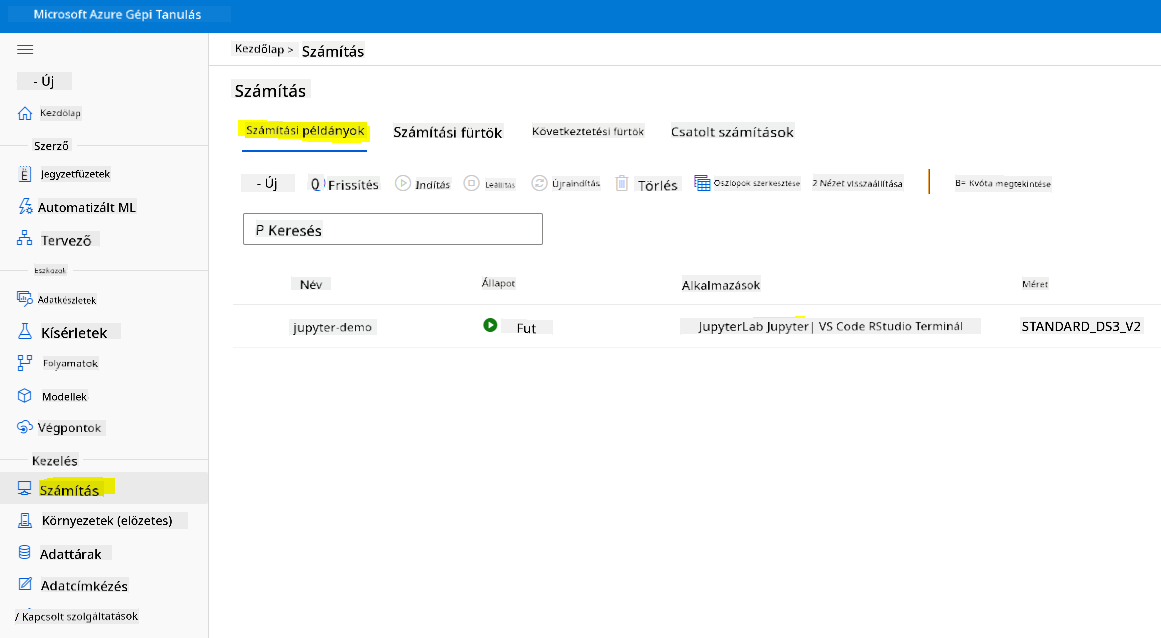 Microsoft Azure Gépi Tanulás
Kezdőlap > Számítás
- Új
Kezdőlap
Szerző
Jegyzetfüzetek
Automatizált ML
Tervező
Eszközök
Adatkészletek
Kísérletek
Folyamatok
Modellek
Végpontok
Kezelés
Számítás
Környezetek (előzetes)
Adattárak
Adatcímkézés
/ Kapcsolt szolgáltatások
Számítás
Számítási példányok Számítási fürtök Következtetési fürtök Csatolt számítások
- Új Frissítés Indítás Leállítás Újraindítás Törlés Oszlopok szerkesztése 2 Nézet visszaállítása B= Kvóta megtekintése
P Keresés
Név Állapot Alkalmazások Méret
jupyter-demo Fut JupyterLab Jupyter| VS Code RStudio Terminál STANDARD_DS3_V2